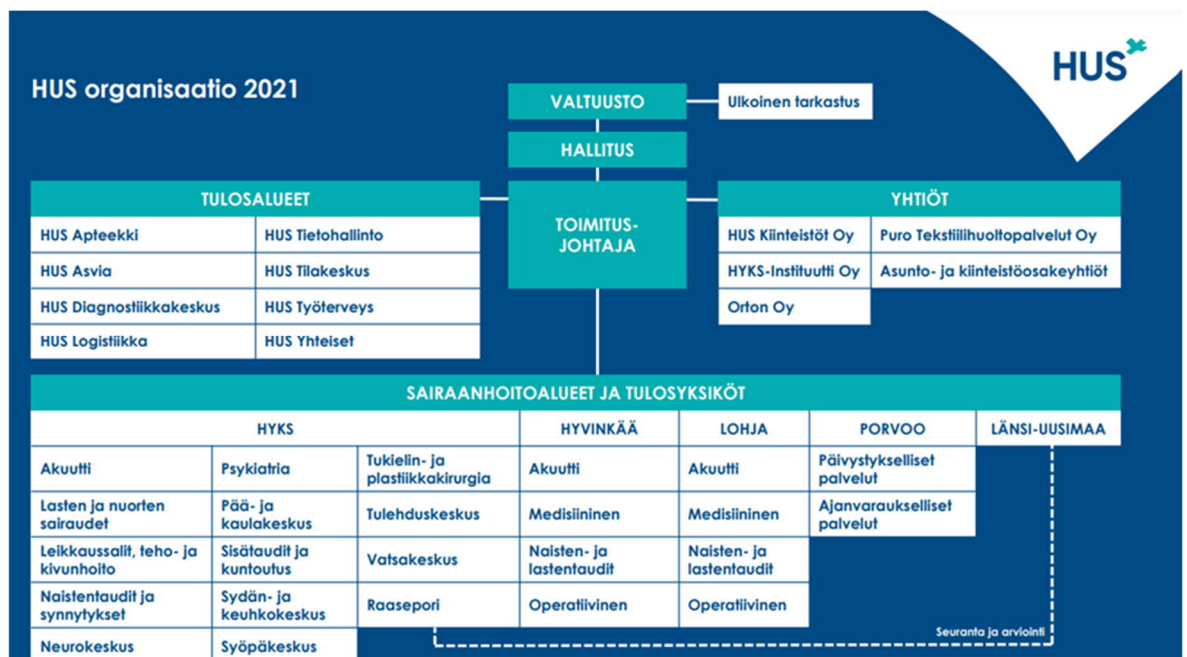 HUS organisaatio 2021
HUS
VALTUUSTO
Ulkoinen tarkastus
HALLITUS
TOIMITUS-
JOHTAJA
TULOSALUEET
HUS Apteekki
HUS Tietohallinto
HUS Asvia
HUS Tilakeskus
HUS Diagnostiikkakeskus
HUS Työterveys
HUS Logistiikka
HUS Yhteiset
YHTIÖT
HUS Kiinteistöt Oy
Puro Tekstiilihuoltopalvelut Oy
HYKS-Instituutti Oy
Asunto- ja kiinteistöosakeyhtiöt
Orton Oy
SAIRAANHOITOALUEET JA TULOSYKSIKÖT
HYKS
Akuutti
Lasten ja nuorten
sairaudet
Leikkaussalit, teho- ja
kivunhoito
Naistentaudit ja
synnytykset
Neurokeskus
Psykiatria
Pää- ja
kaulakeskus
Sisätaudit ja
kuntoutus
Sydän- ja
keuhkokeskus
Syöpäkeskus
Tukielin- ja
plastiikkakirurgia
Tulehduskeskus
Vatsakeskus
Raasepori
HYVINKÄÄ
Akuutti
Medisiininen
Naisten- ja
lastentaudit
Operatiivinen
LOHJA
Akuutti
Medisiininen
Naisten- ja
lastentaudit
Operatiivinen
PORVOO
Päivystykselliset
palvelut
Ajanvaraukselliset
palvelut
LÄNSI-UUSIMAA
Seuranta ja arviointi